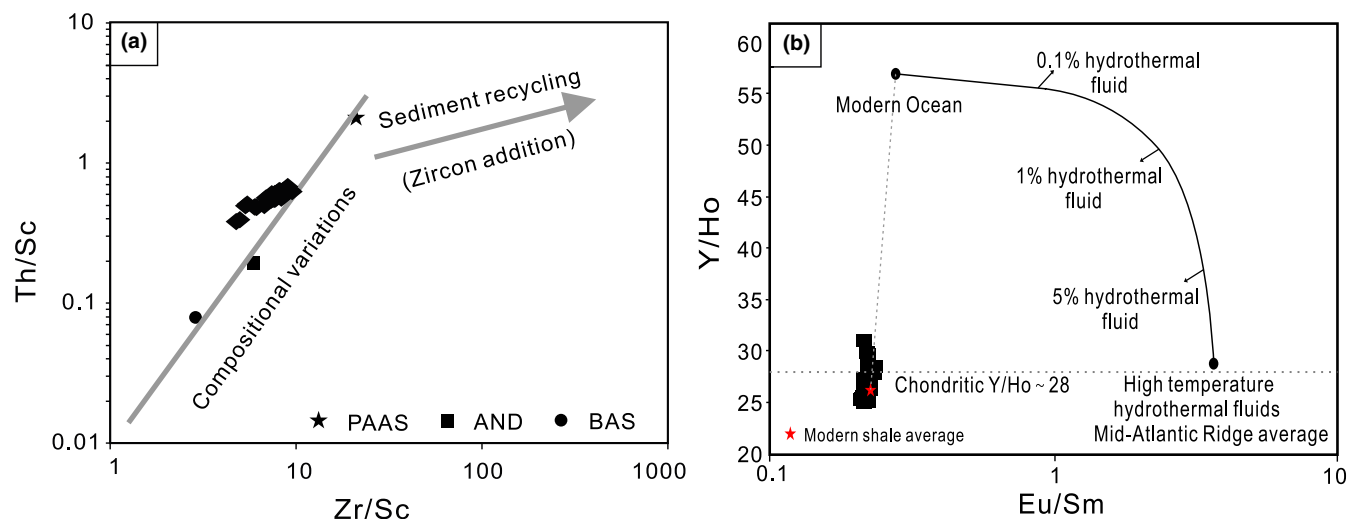 (a)
10
1
0.1
0.01
Th/Sc
1
10
100
1000
Zr/Sc
Sediment recycling
(Zircon addition)
Compositional variations
PAAS
AND
BAS
(b)
60
55
50
45
40
35
30
25
20
Y/Ho
0.1
1
10
Eu/Sm
Modern Ocean
0.1% hydrothermal
fluid
1% hydrothermal
fluid
5% hydrothermal
fluid
Chondritic Y/Ho ~ 28
High temperature
hydrothermal fluids
Mid-Atlantic Ridge average
Modern shale average